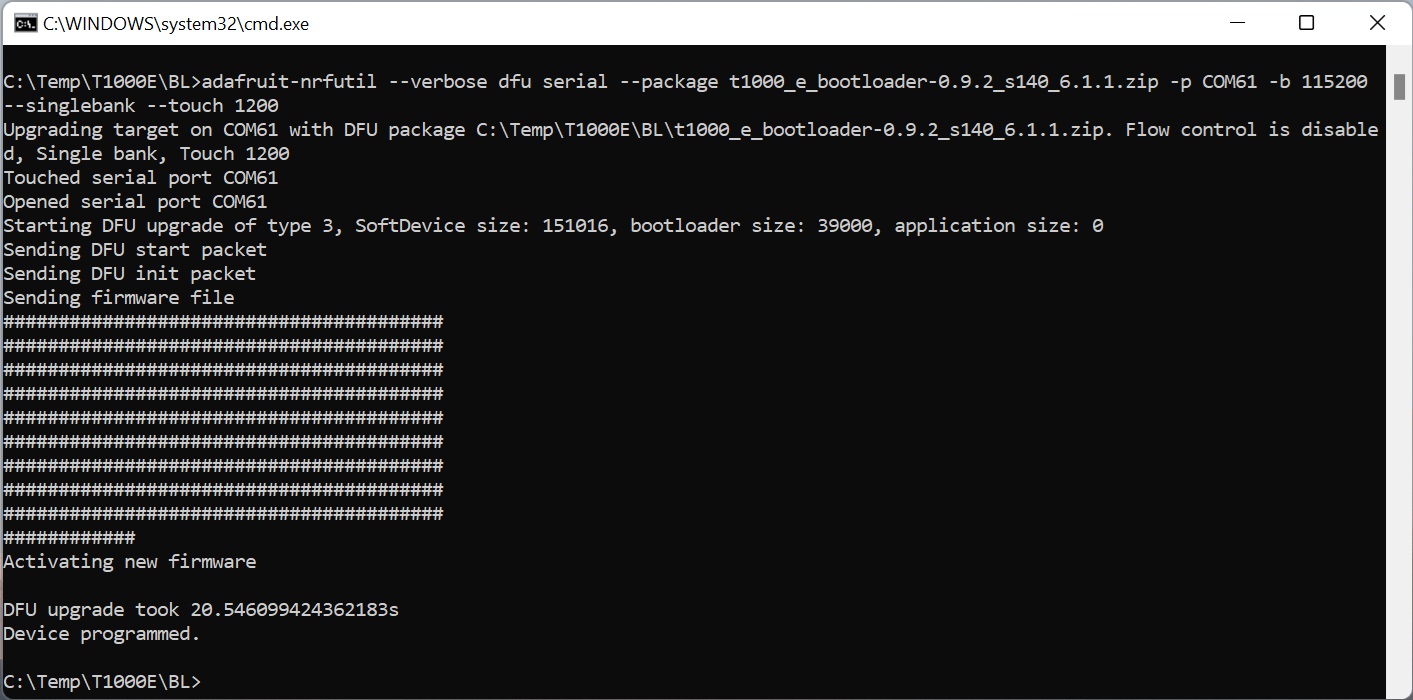 C:\WINDOWS\system32\cmd.exe
C:\Temp\T1000E\BL>adafruit-nrfutil --verbose dfu serial --package t1000_e_bootloader-0.9.2_s140_6.1.1.zip -p COM61 -b 115200
--singlebank --touch 1200
Upgrading target on COM61 with DFU package C:\Temp\T1000E\BL\t1000_e_bootloader-0.9.2_s140_6.1.1.zip. Flow control is disable
d, Single bank, Touch 1200
Touched serial port COM61
Opened serial port COM61
Starting DFU upgrade of type 3, SoftDevice size: 151016, bootloader size: 39000, application size: 0
Sending DFU start packet
Sending DFU init packet
Sending firmware file
########################################
########################################
########################################
########################################
########################################
########################################
########################################
########################################
########################################
############
Activating new firmware
DFU upgrade took 20.546099424362183s
Device programmed.
C:\Temp\T1000E\BL>